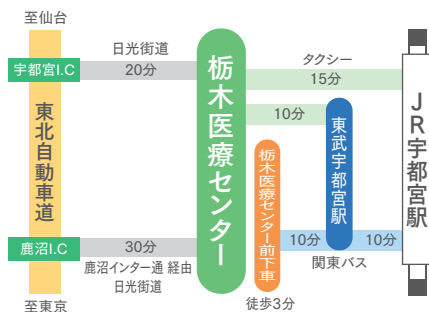 至仙台
宇都宮I.C
日光街道
20分
東北自動車道
鹿沼I.C
30分
鹿沼インター通 経由
日光街道
至東京
栃木医療センター
タクシー
15分
10分
東武宇都宮駅
栃木医療センター前下車
徒歩3分
10分
10分
関東バス
JR宇都宮駅